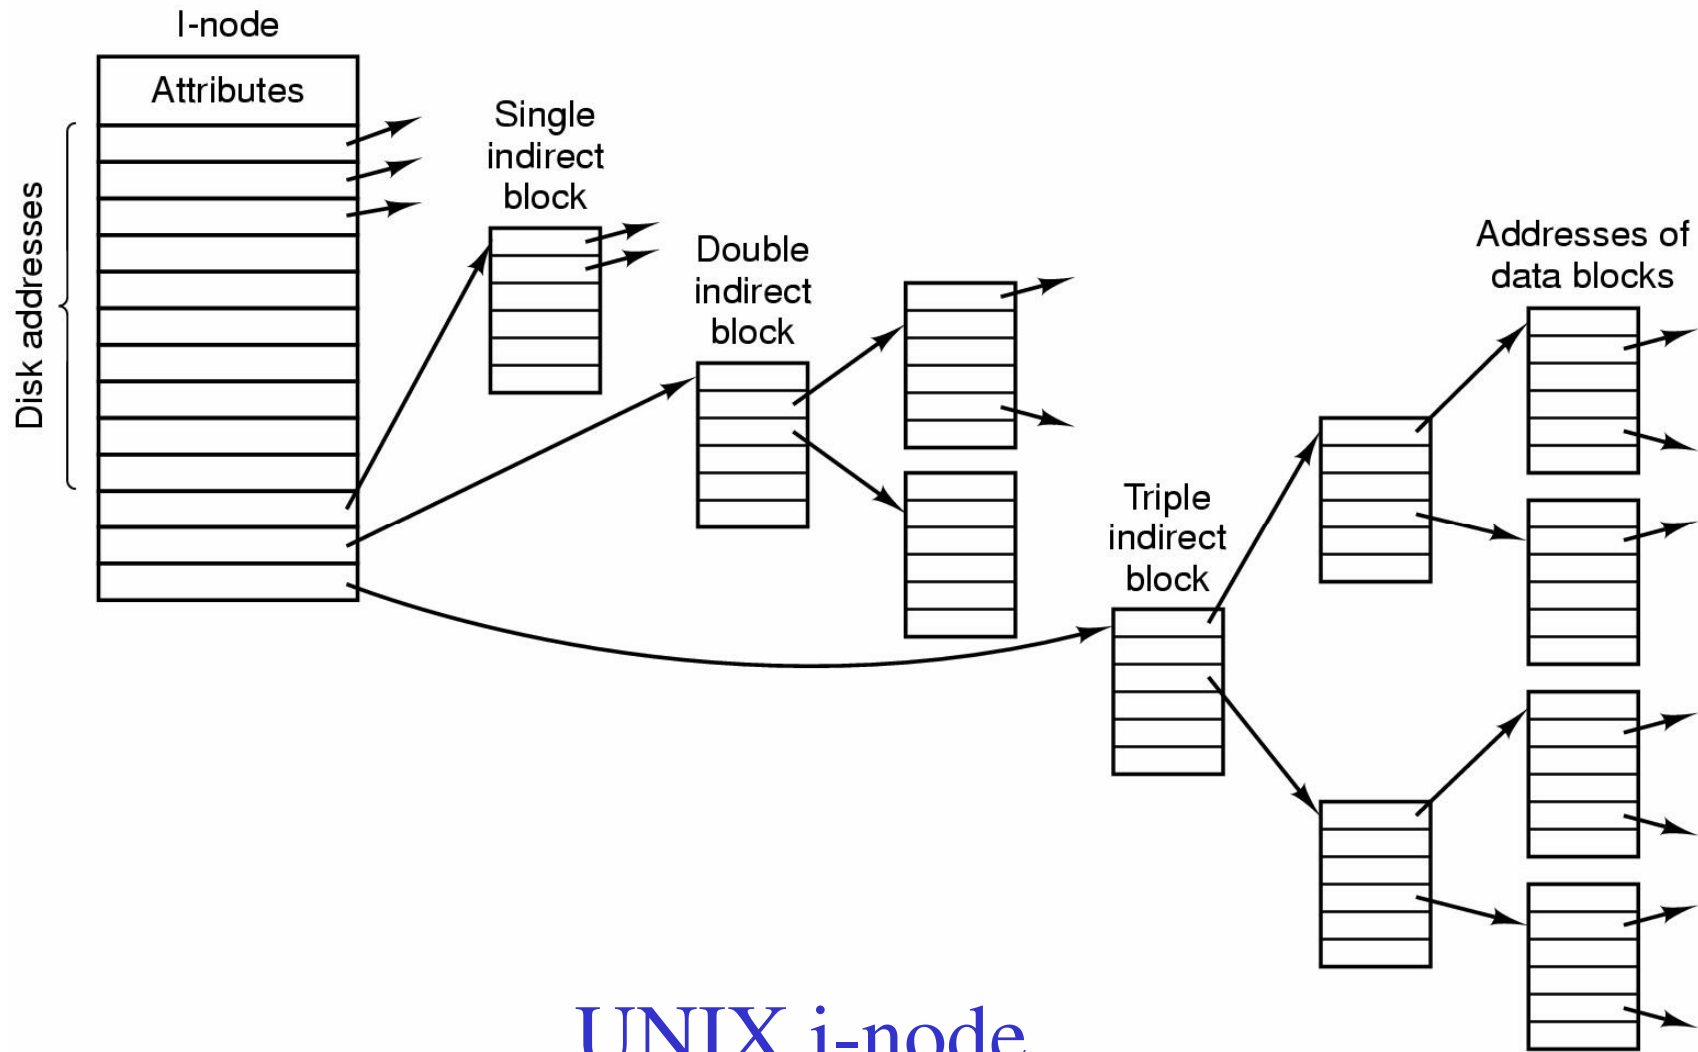 I-node
Attributes
Disk addresses
Single
indirect
block
Double
indirect
block
Triple
indirect
block
Addresses of
data blocks
UNIX i-node